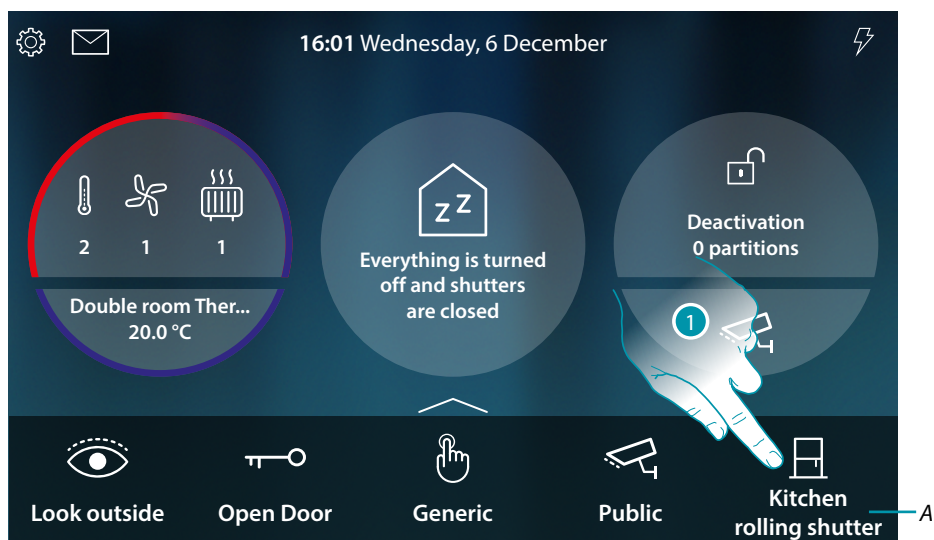 16:01 Wednesday, 6 December
2 1 1
Double room Ther...
20.0 °C
z Z
Everything is turned
off and shutters
are closed
Deactivation
0 partitions
1
Look outside
Open Door
Generic
Public
Kitchen
rolling shutter
A